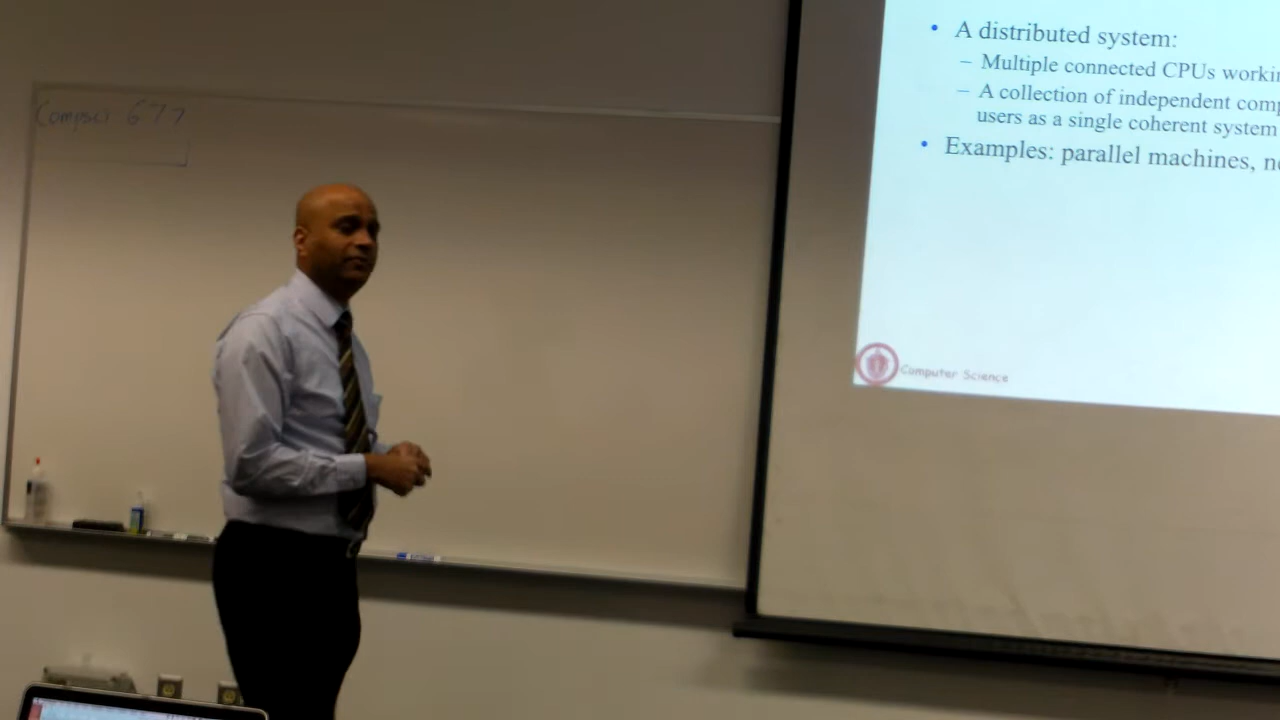 Compsci 677
• A distributed system:
– Multiple connected CPUs workin
– A collection of independent comp
users as a single coherent system
• Examples: parallel machines, ne
Computer Science